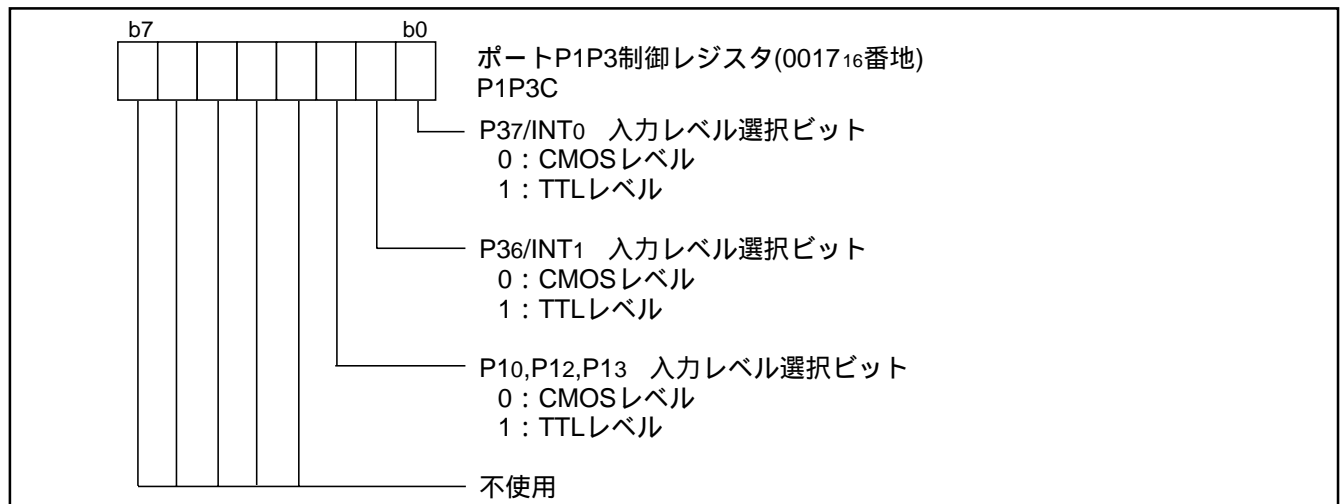 b7 b0
ポートP1P3制御レジスタ(001716番地)
P1P3C
P37/INT0 入力レベル選択ビット
0：CMOSレベル
1：TTLレベル
P36/INT1 入力レベル選択ビット
0：CMOSレベル
1：TTLレベル
P10,P12,P13 入力レベル選択ビット
0：CMOSレベル
1：TTLレベル
不使用